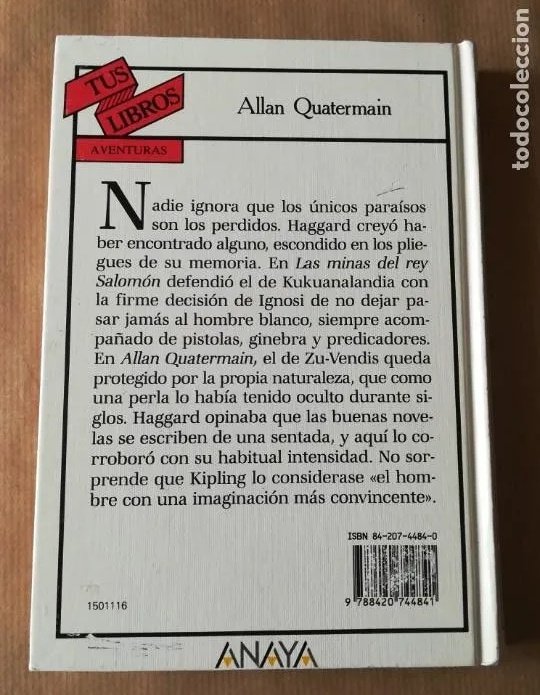 TUS
LIBROS
AVENTURAS
Allan Quatermain
Nadie ignora que los únicos paraísos
son los perdidos. Haggard creyó ha-
ber encontrado alguno, escondido en los plie-
gues de su memoria. En Las minas del rey
Salomón defendió el de Kukuanalandia con
la firme decisión de Ignosi de no dejar pa-
sar jamás al hombre blanco, siempre acom-
pañado de pistolas, ginebra y predicadores.
En Allan Quatermain, el de Zu-Vendis queda
protegido por la propia naturaleza, que como
una perla lo había tenido oculto durante si-
glos. Haggard opinaba que las buenas nove-
las se escriben de una sentada, y aquí lo co-
rroboró con su habitual intensidad. No sor-
prende que Kipling lo considerase «el hom-
bre con una imaginación más convincente».
ISBN 84-207-4484-0
9 788420 744841
1501116
ANAYA
todocoleccion